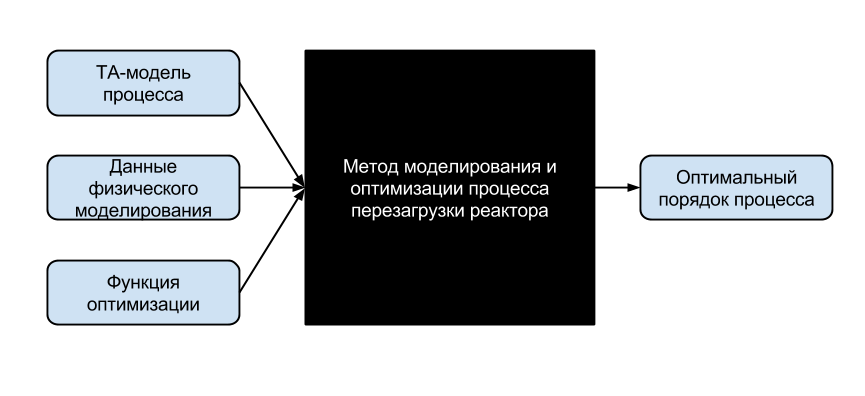 ТА-модель
процесса
Данные
физического
моделирования
Функция
оптимизации
Метод моделирования и
оптимизации процесса
перезагрузки реактора
Оптимальный
порядок процесса